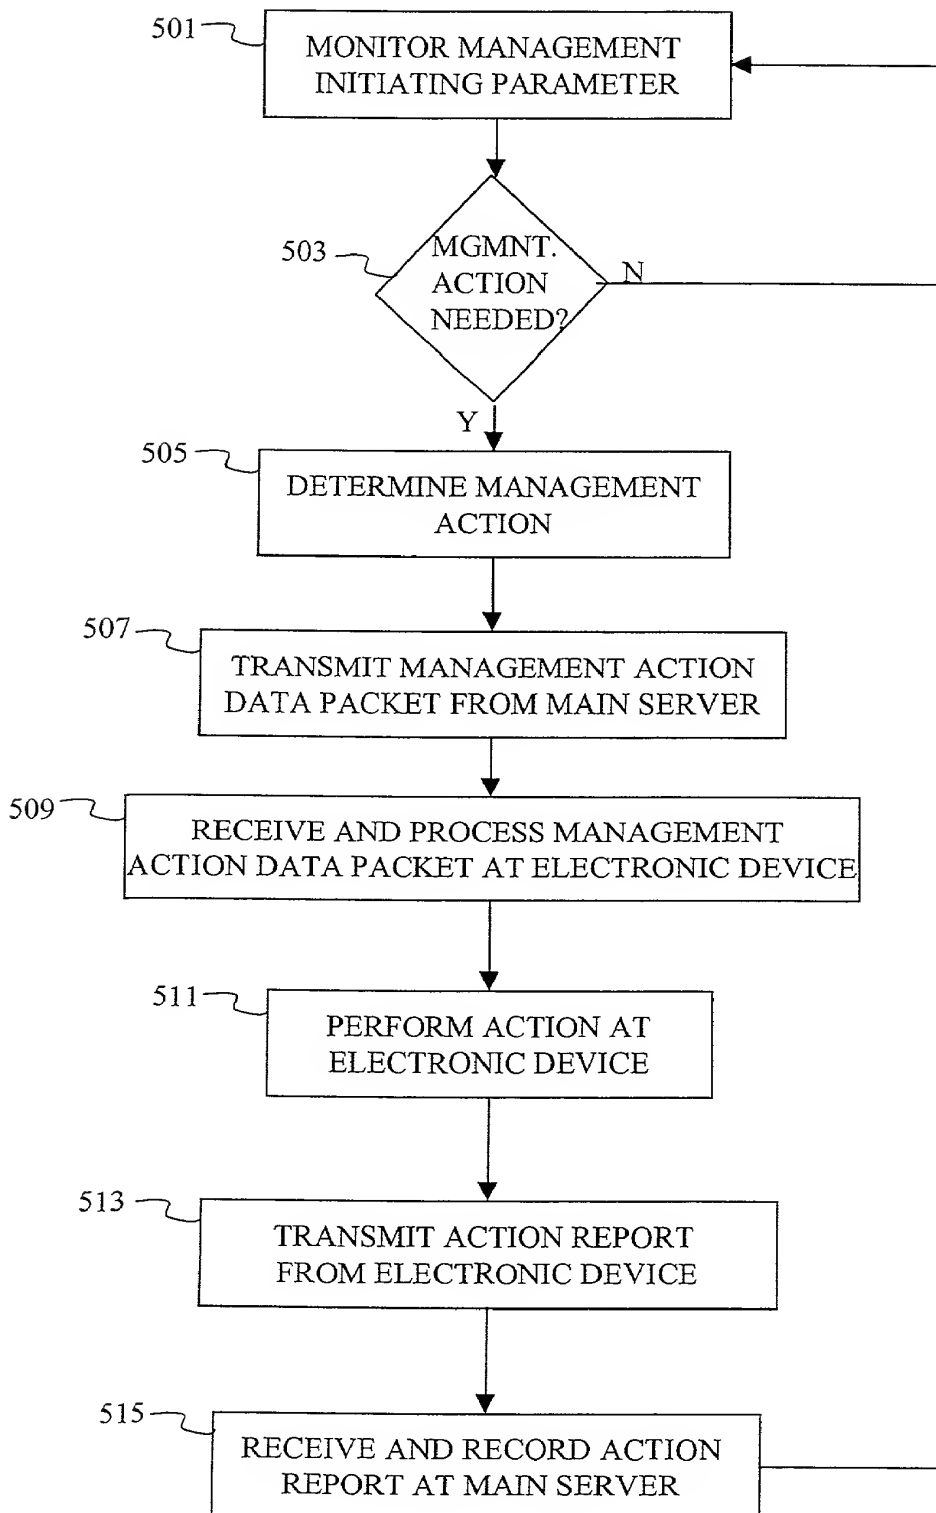 501
MONITOR MANAGEMENT
INITIATING PARAMETER
503
MGMNT.
ACTION
NEEDED?
N
Y
505
DETERMINE MANAGEMENT
ACTION
507
TRANSMIT MANAGEMENT ACTION
DATA PACKET FROM MAIN SERVER
509
RECEIVE AND PROCESS MANAGEMENT
ACTION DATA PACKET AT ELECTRONIC DEVICE
511
PERFORM ACTION AT
ELECTRONIC DEVICE
513
TRANSMIT ACTION REPORT
FROM ELECTRONIC DEVICE
515
RECEIVE AND RECORD ACTION
REPORT AT MAIN SERVER